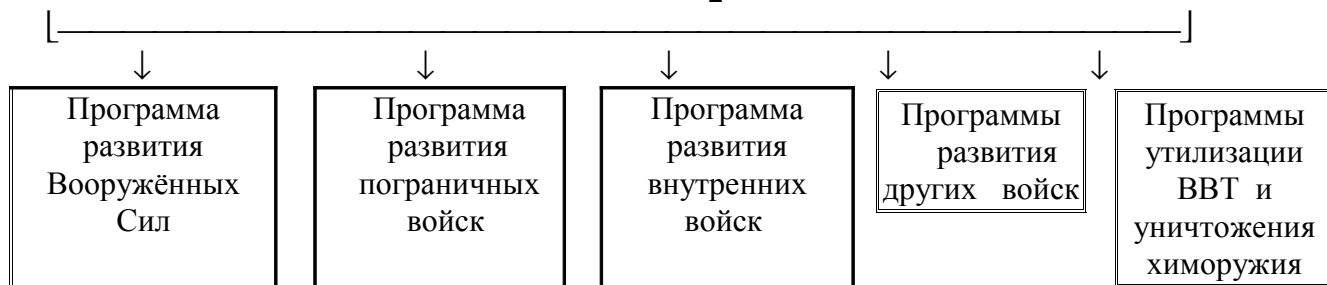 Программа
развития
Вооружённых
Сил
Программа
развития
пограничных
войск
Программа
развития
внутренних
войск
Программы
развития
других войск
Программы
утилизации
ВВТ и
уничтожения
химоружия